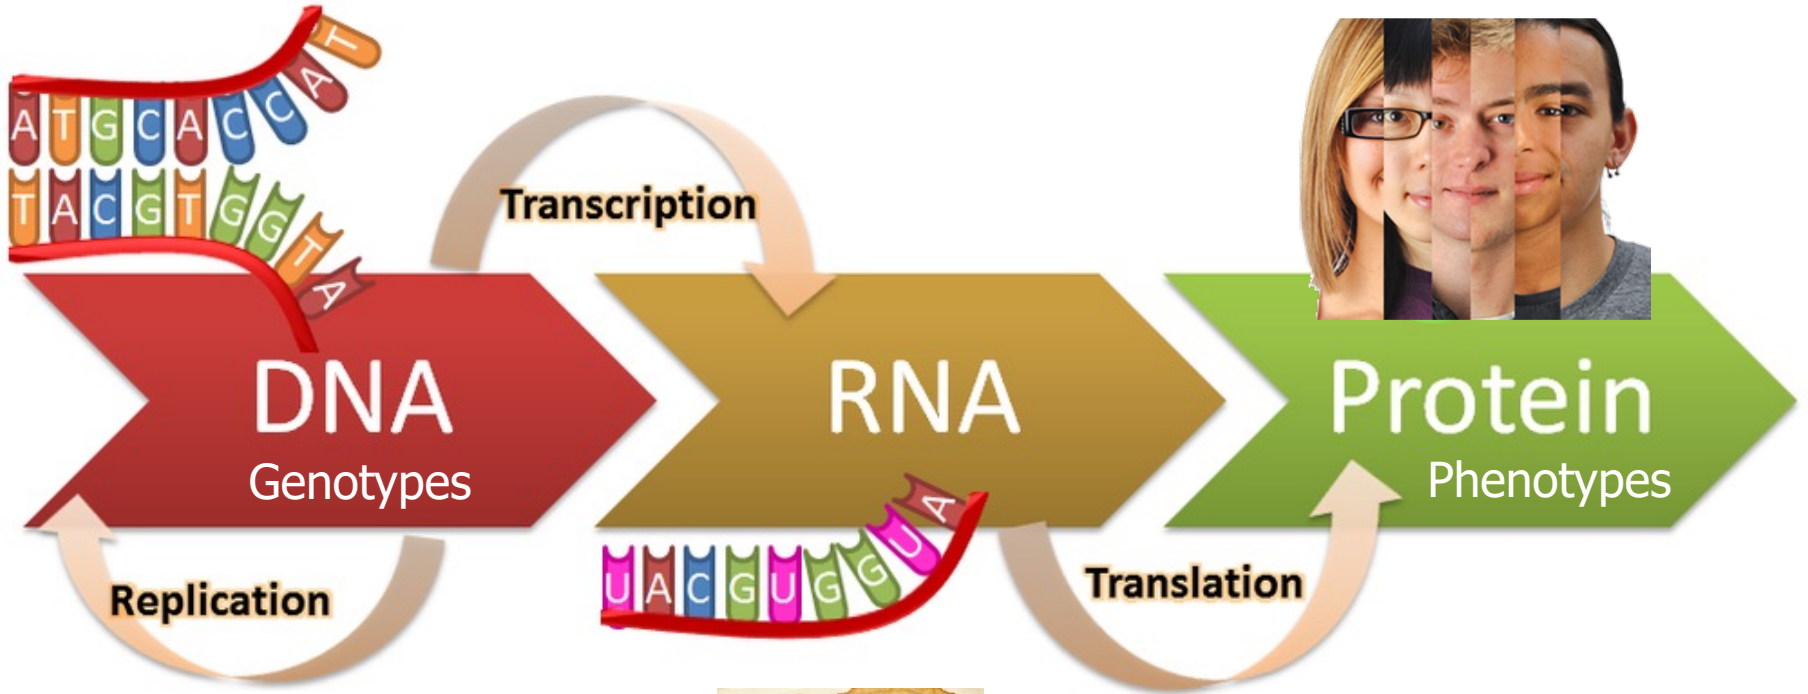 ATGCACCAT
TACGTGGTA
Transcription
DNA
Genotypes
RNA
Protein
Phenotypes
Replication
UACGUGGUA
Translation